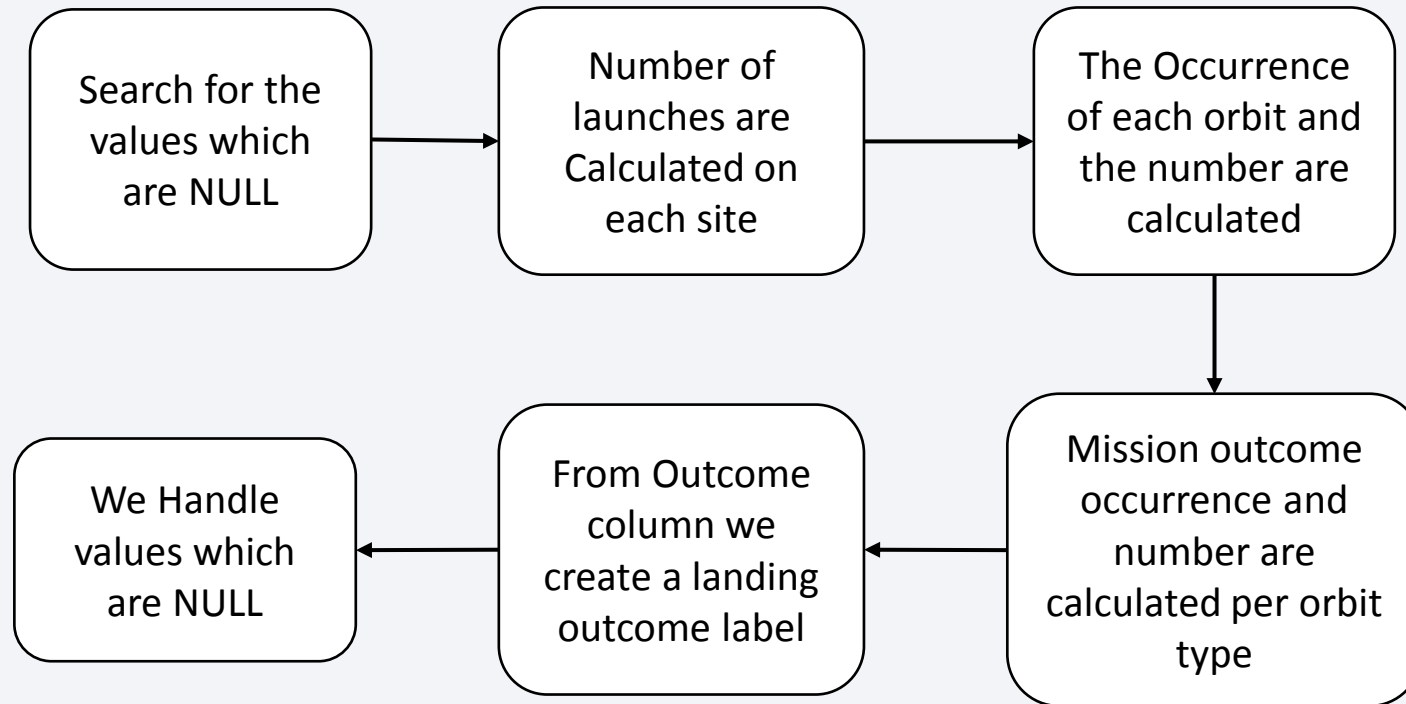 Search for the
values which
are NULL
Number of
launches are
Calculated on
each site
The Occurrence
of each orbit and
the number are
calculated
Mission outcome
occurrence and
number are
calculated per orbit
type
From Outcome
column we
create a landing
outcome label
We Handle
values which
are NULL